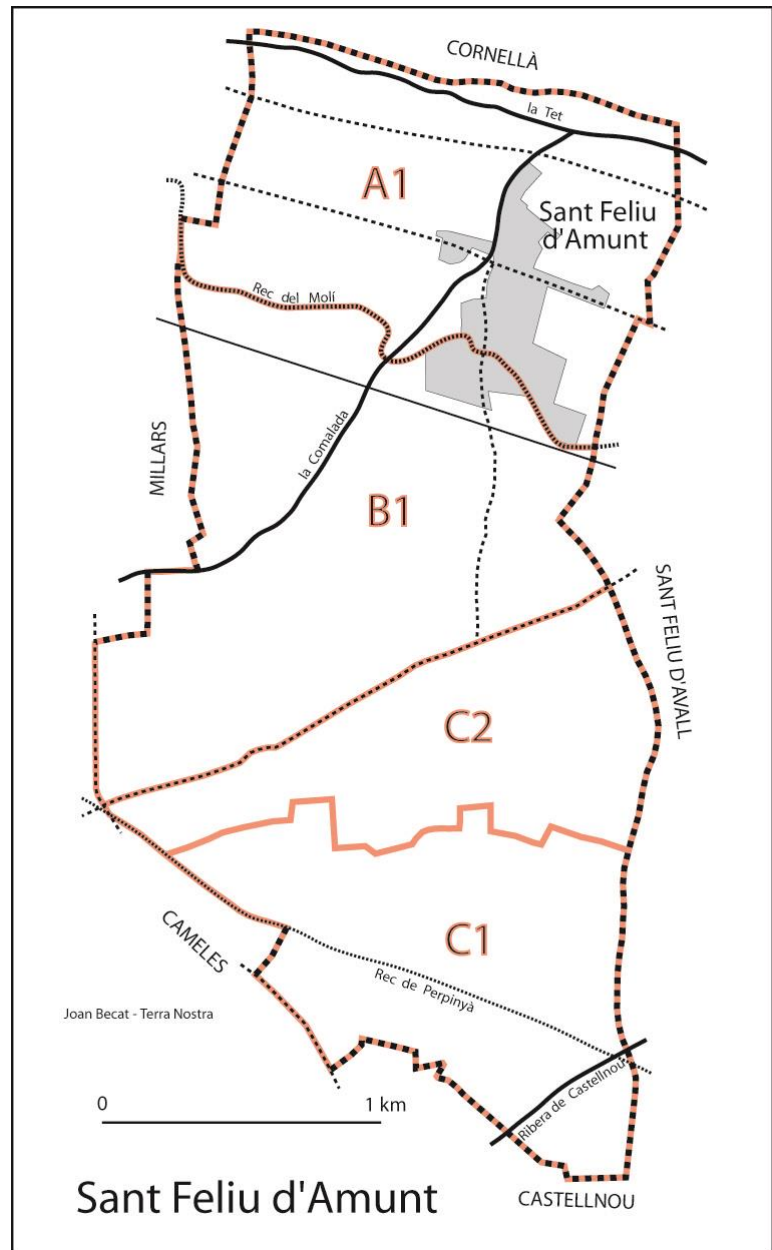 CORNELLÀ
la Tet
A1
Sant Feliu
d'Amunt
Rec del Molí
MILLARS
la Comalada
B1
SANT FELIU D'AVALL
C2
C1
CAMELES
Rec de Perpinyà
Joan Becat - Terra Nostra
Ribera de Castellnou
0 1 km
Sant Feliu d'Amunt
CASTELLNOU